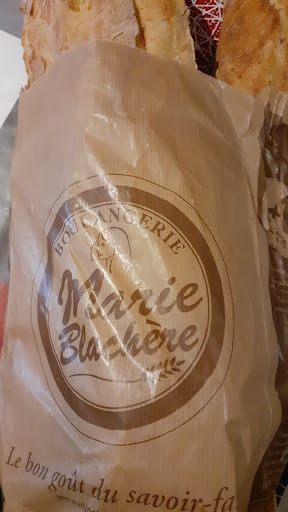 BOULANGERIE
Marie
Blachère
Le bon goût du savoir-fa